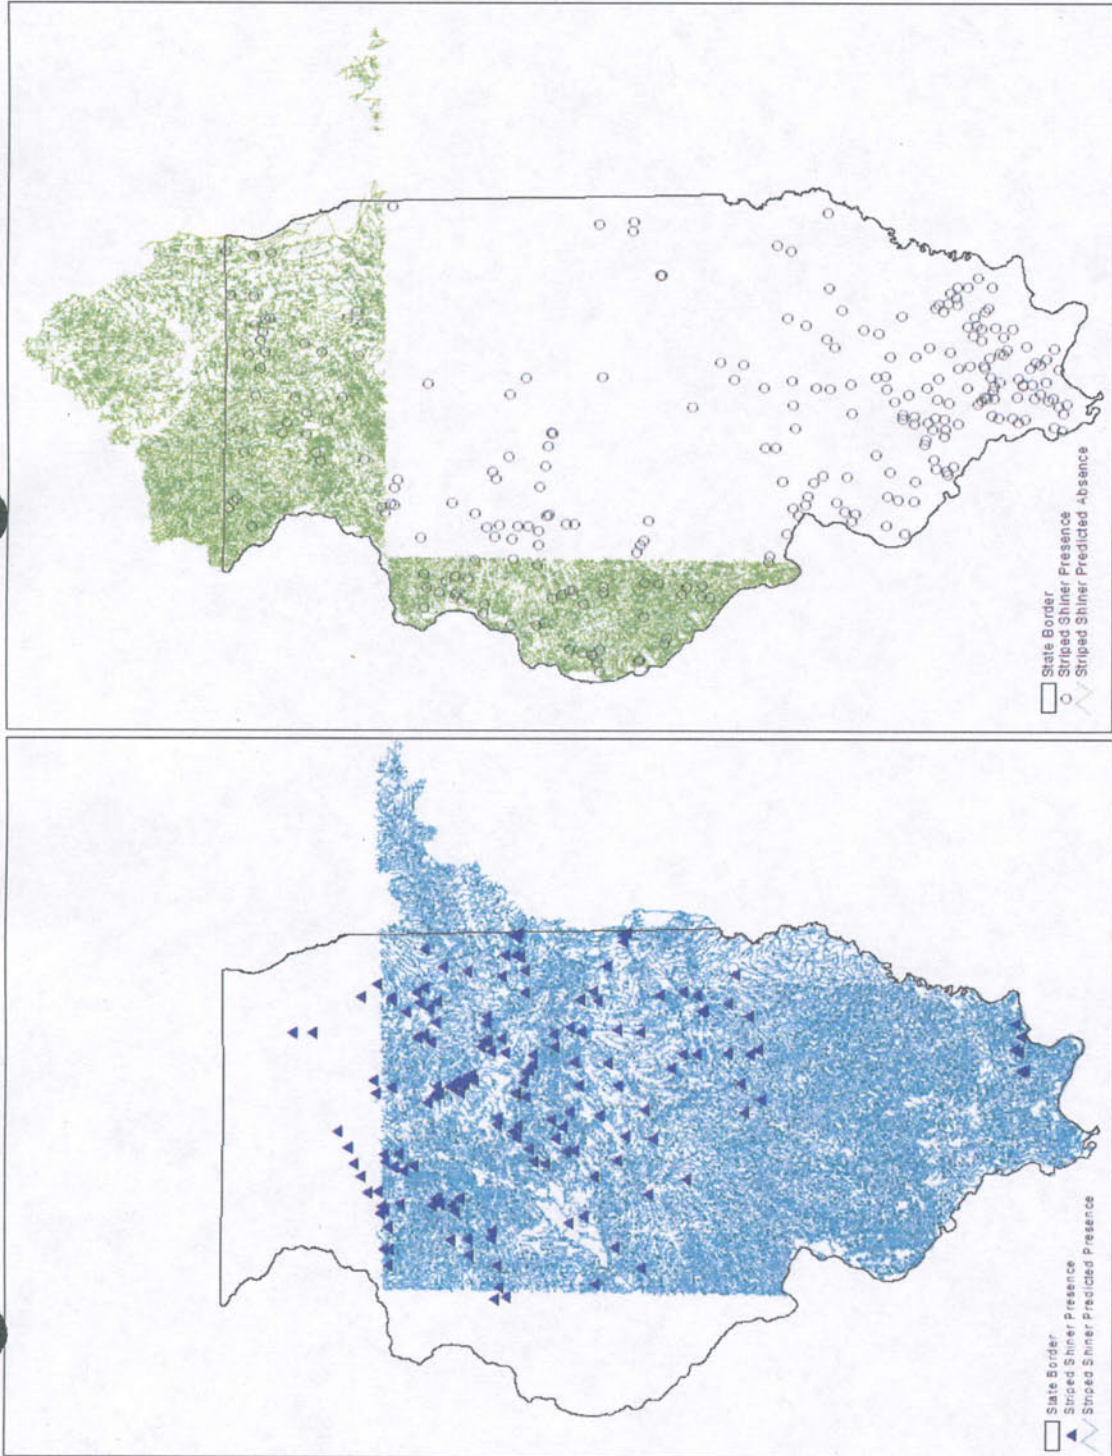 State Border
Striped Shiner Presence
Striped Shiner Predicted Absence
State Border
Striped Shiner Presence
Striped Shiner Predicted Presence